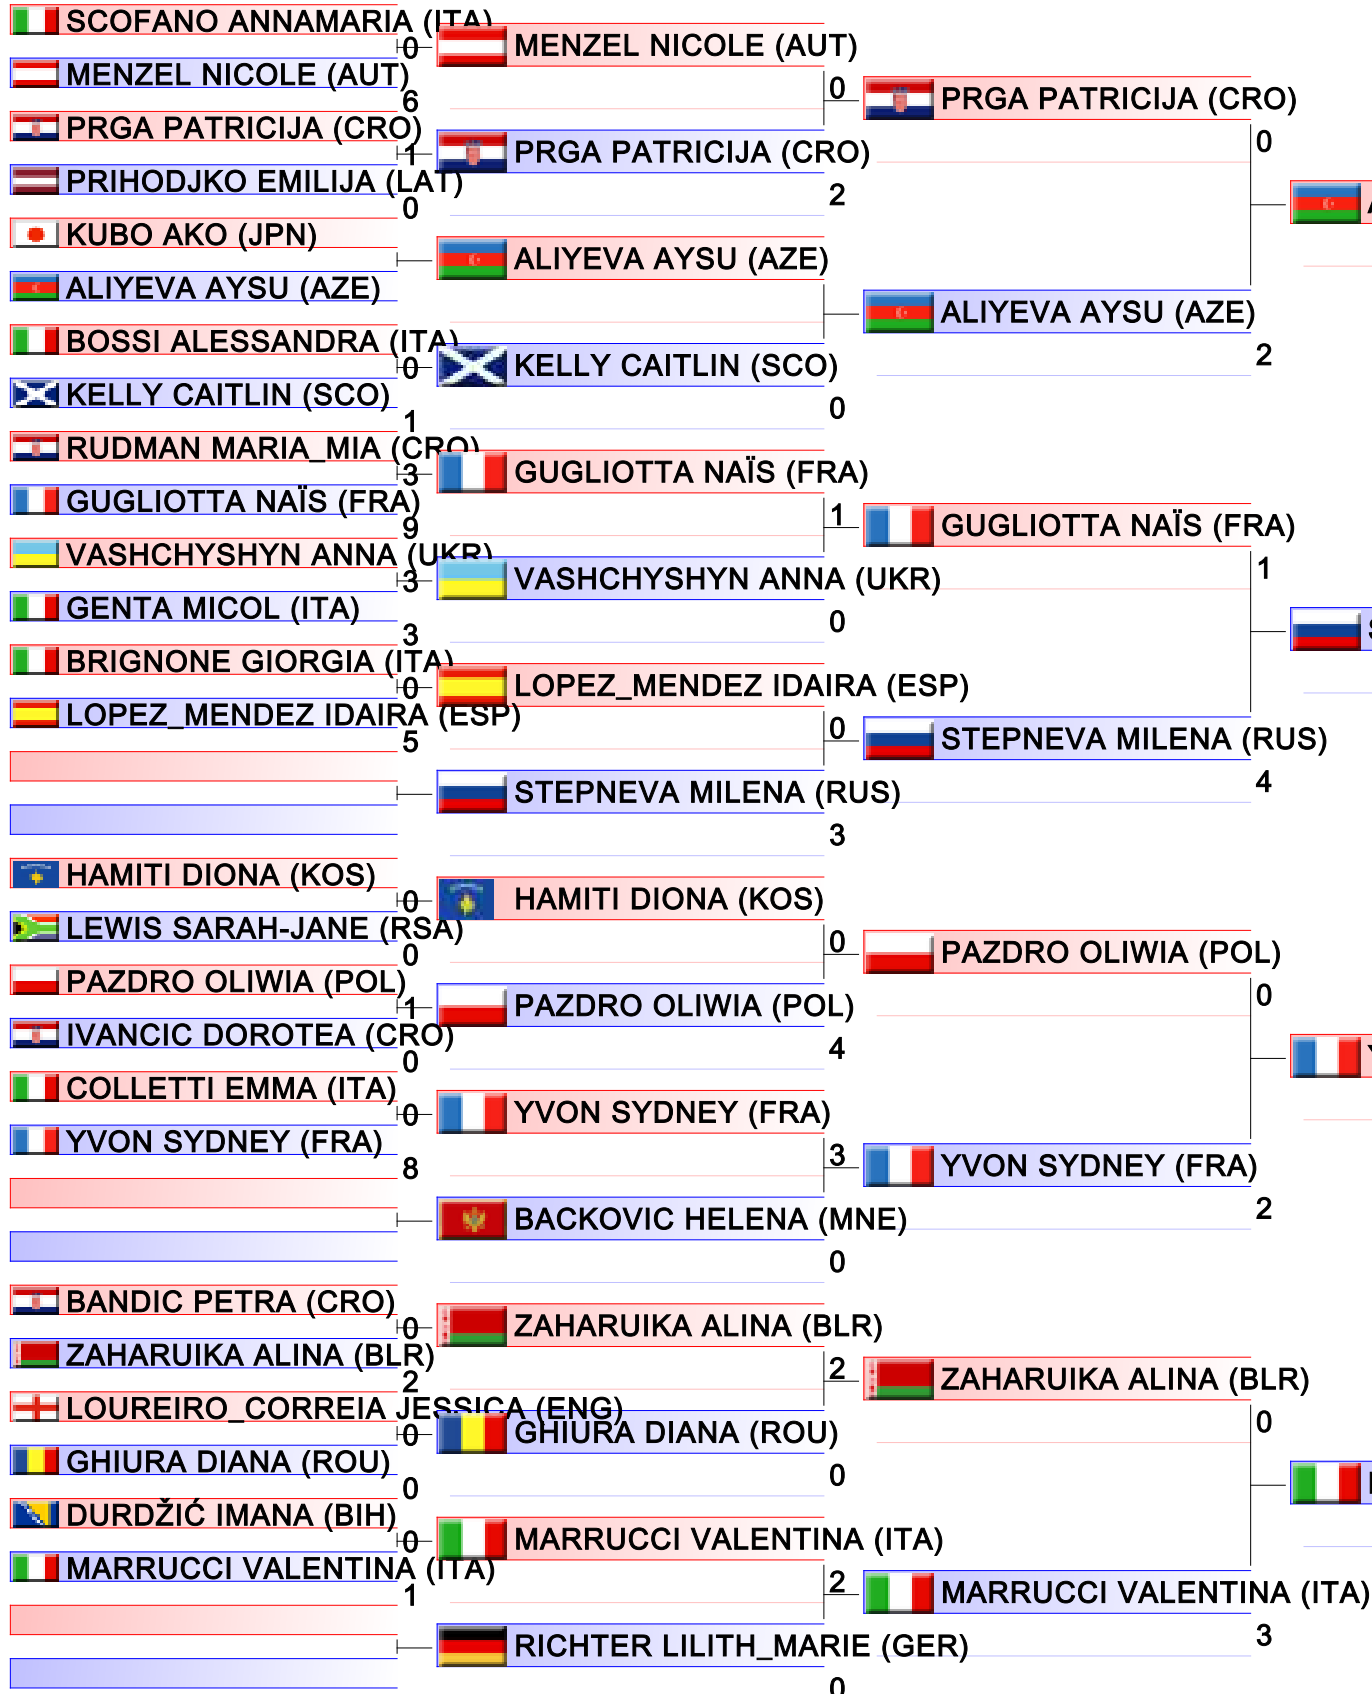 SCOFANO ANNAMARIA (ITA)
0
MENZEL NICOLE (AUT)
6
PRGA PATRICIJA (CRO)
1
PRIHODJKO EMILIJA (LAT)
0
KUBO AKO (JPN)
ALIYEVA AYSU (AZE)
BOSSI ALESSANDRA (ITA)
0
KELLY CAITLIN (SCO)
1
RUDMAN MARIA_MIA (CRO)
3
GUGLIOTTA NAÏS (FRA)
9
VASHCHYSHYN ANNA (UKR)
3
GENTA MICOL (ITA)
3
BRIGNONE GIORGIA (ITA)
0
LOPEZ_MENDEZ IDAIRA (ESP)
5
HAMITI DIONA (KOS)
0
LEWIS SARAH-JANE (RSA)
0
PAZDRO OLIWIA (POL)
1
IVANCIC DOROTEA (CRO)
0
COLLETTI EMMA (ITA)
0
YVON SYDNEY (FRA)
8
BANDIC PETRA (CRO)
0
ZAHARUIKA ALINA (BLR)
2
LOUREIRO_CORREIA JESSICA (ENG)
0
GHIURA DIANA (ROU)
0
DURDŽIĆ IMANA (BIH)
0
MARRUCCI VALENTINA (ITA)
1
MENZEL NICOLE (AUT)
0
PRGA PATRICIJA (CRO)
2
ALIYEVA AYSU (AZE)
KELLY CAITLIN (SCO)
0
GUGLIOTTA NAÏS (FRA)
1
VASHCHYSHYN ANNA (UKR)
0
LOPEZ_MENDEZ IDAIRA (ESP)
0
STEPNEVA MILENA (RUS)
3
HAMITI DIONA (KOS)
0
PAZDRO OLIWIA (POL)
4
YVON SYDNEY (FRA)
3
BACKOVIC HELENA (MNE)
0
ZAHARUIKA ALINA (BLR)
2
GHIURA DIANA (ROU)
0
MARRUCCI VALENTINA (ITA)
2
RICHTER LILITH_MARIE (GER)
0
PRGA PATRICIJA (CRO)
0
ALIYEVA AYSU (AZE)
2
GUGLIOTTA NAÏS (FRA)
1
STEPNEVA MILENA (RUS)
4
PAZDRO OLIWIA (POL)
0
YVON SYDNEY (FRA)
2
ZAHARUIKA ALINA (BLR)
0
MARRUCCI VALENTINA (ITA)
3